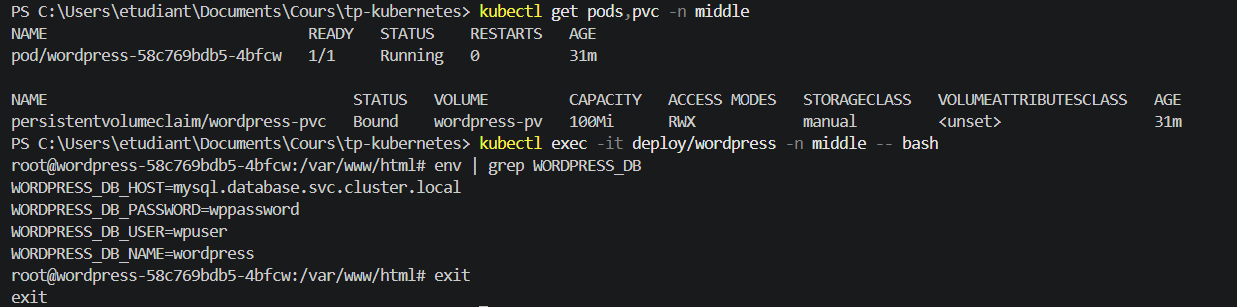 PS C:\Users\etudiant\Documents\Cours\tp-kubernetes> kubectl get pods,pvc -n middle
NAME READY STATUS RESTARTS AGE
pod/wordpress-58c769bdb5-4bfcw 1/1 Running 0 31m
NAME STATUS VOLUME CAPACITY ACCESS MODES STORAGECLASS VOLUMEATTRIBUTESCLASS AGE
persistentvolumeclaim/wordpress-pvc Bound wordpress-pv 100Mi RWX manual <unset> 31m
PS C:\Users\etudiant\Documents\Cours\tp-kubernetes> kubectl exec -it deploy/wordpress -n middle -- bash
root@wordpress-58c769bdb5-4bfcw:/var/www/html# env | grep WORDPRESS_DB
WORDPRESS_DB_HOST=mysql.database.svc.cluster.local
WORDPRESS_DB_PASSWORD=wppassword
WORDPRESS_DB_USER=wpuser
WORDPRESS_DB_NAME=wordpress
root@wordpress-58c769bdb5-4bfcw:/var/www/html# exit
exit